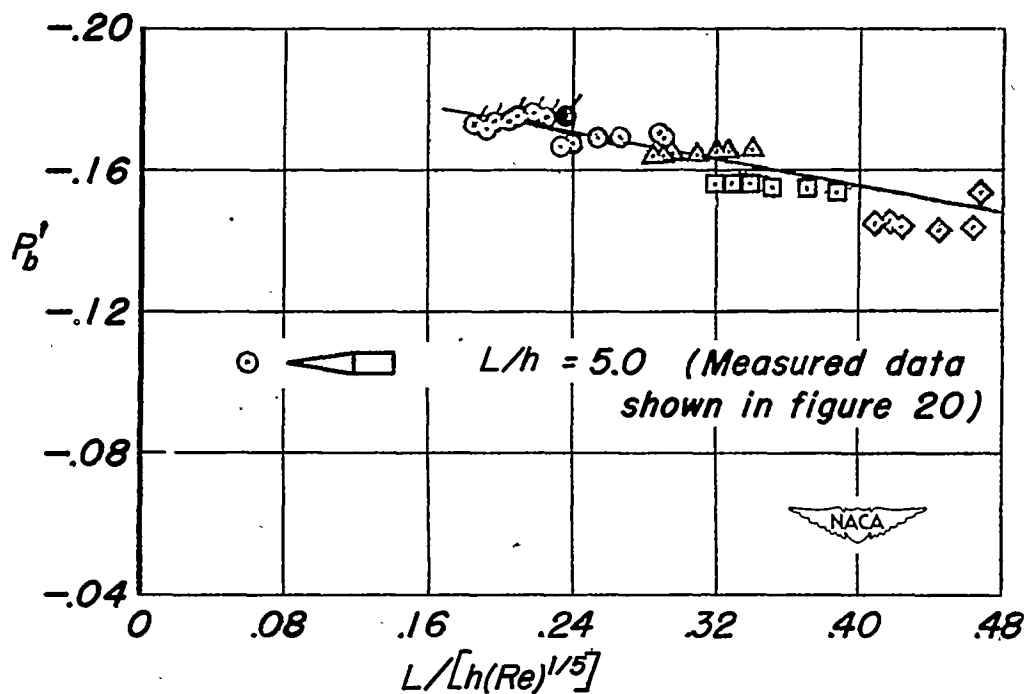 -.20
-.16
P_b'
-.12
L/h = 5.0 (Measured data
shown in figure 20)
-.08
NACA
-.04
0 .08 .16 .24 .32 .40 .48
L/[h(Re)^{1/5}]